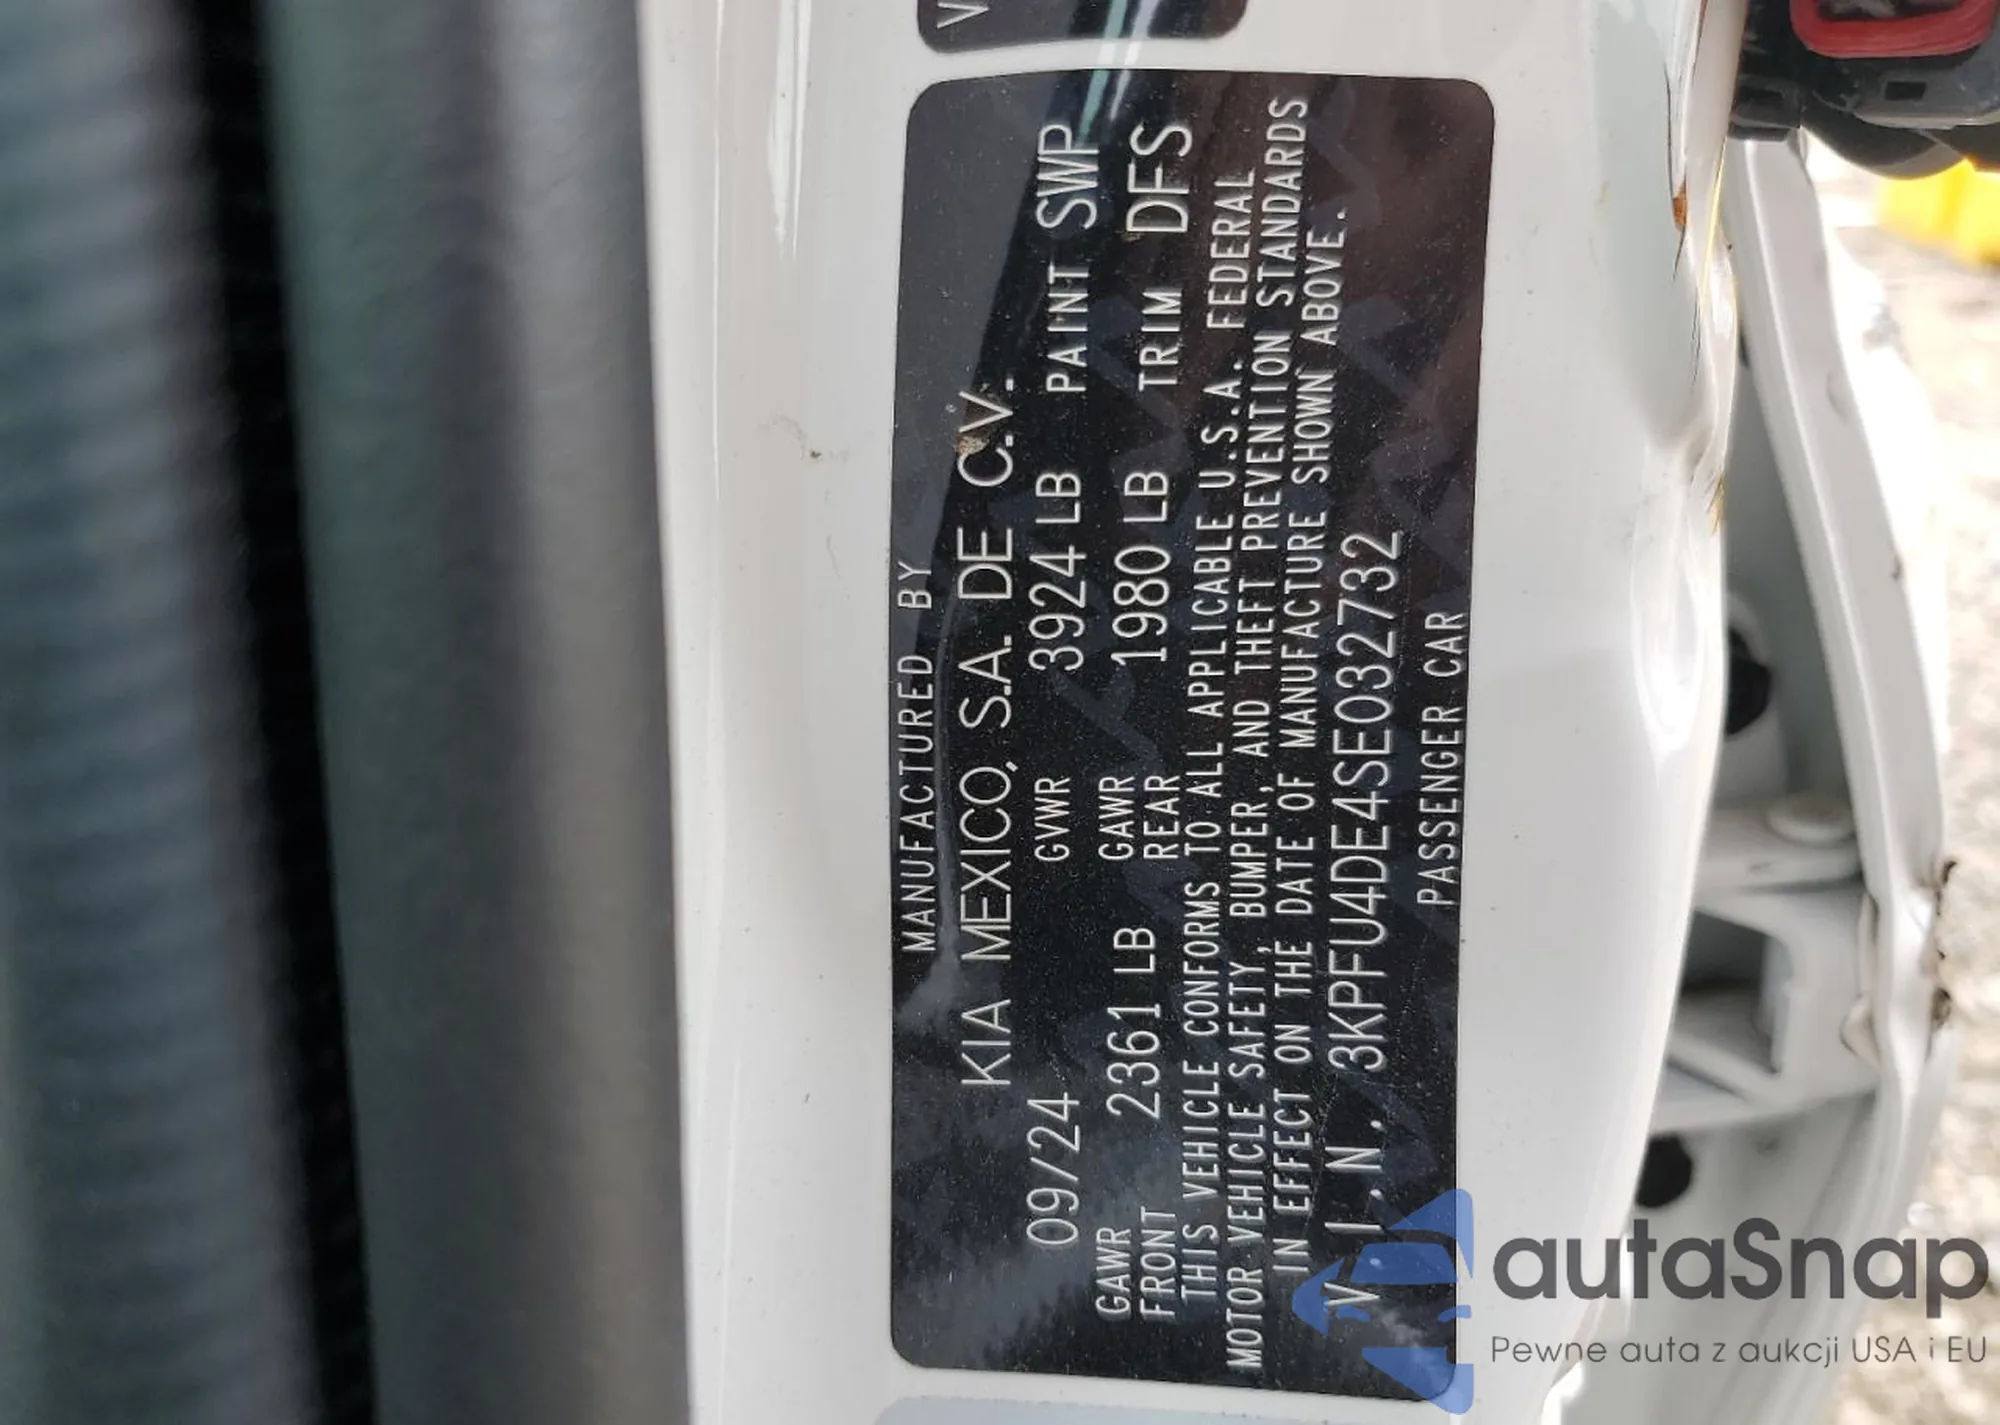 MANUFACTURED BY
KIA MEXICO, S.A. DE C.V.
09/24 GVWR 3924 LB PAINT SWP
GAWR FRONT 2361 LB GAWR REAR 1980 LB TRIM DFS
THIS VEHICLE CONFORMS TO ALL APPLICABLE U.S.A. FEDERAL
MOTOR VEHICLE SAFETY, BUMPER, AND THEFT PREVENTION STANDARDS
IN EFFECT ON THE DATE OF MANUFACTURE SHOWN ABOVE.
V.I.N. 3KPFU4DE4SE032732
PASSENGER CAR
autaSnap
Pewne auta z aukcji USA i EU